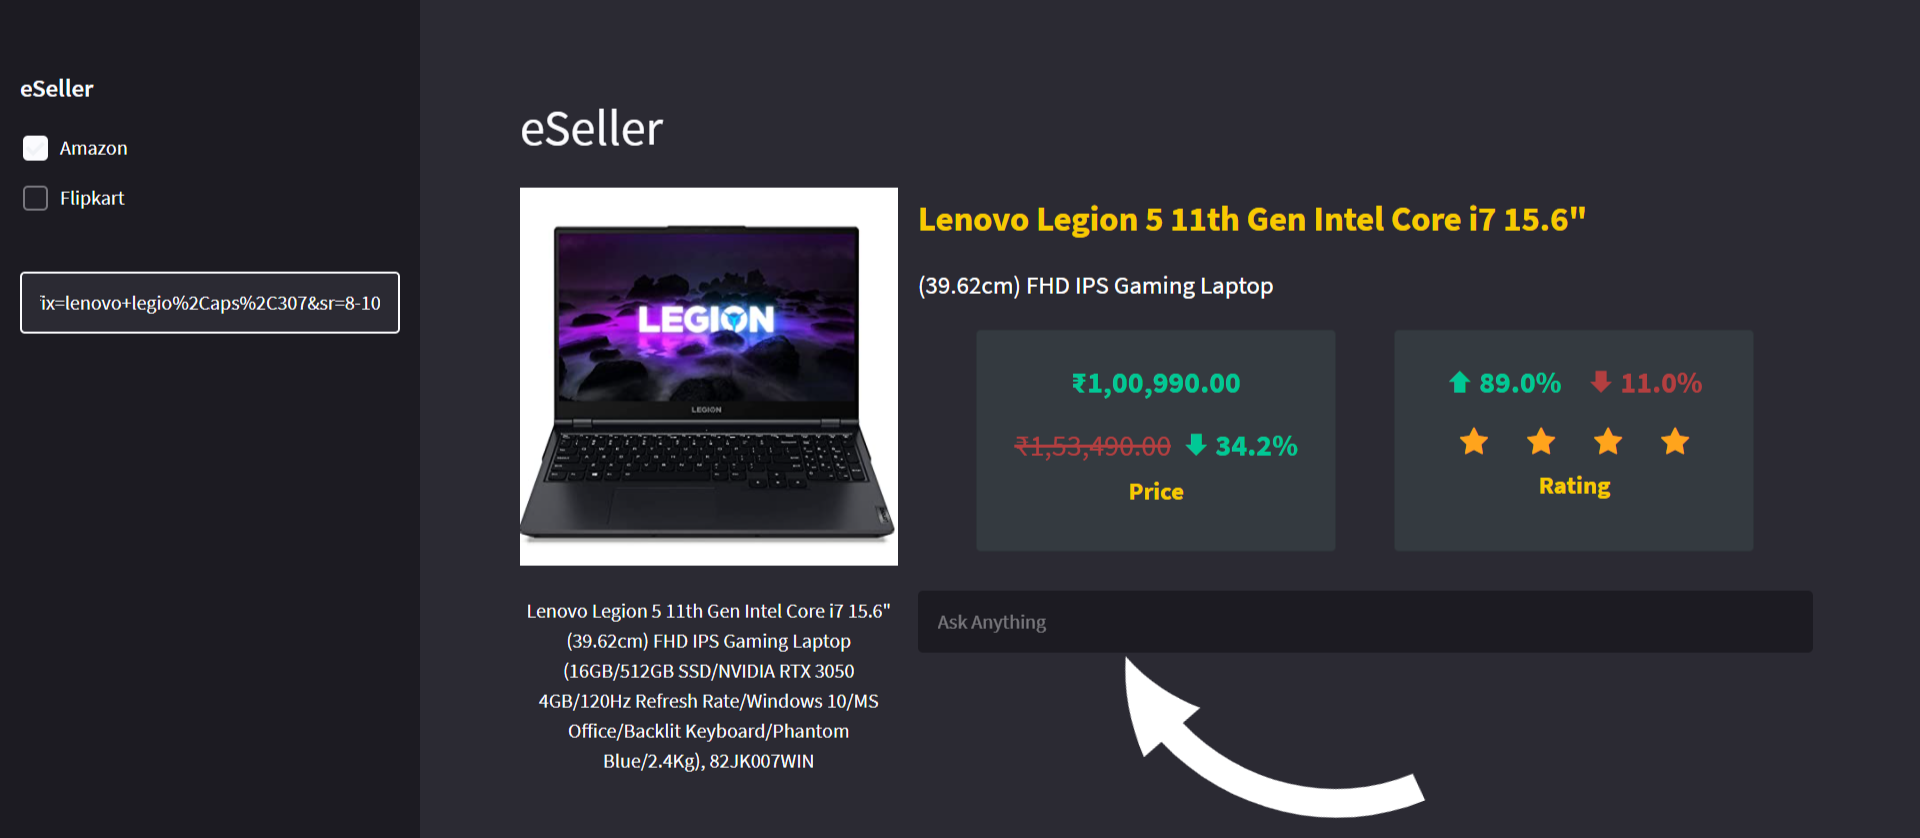 eSeller
Amazon
Flipkart
ix=lenovo+legio%2Caps%2C307&sr=8-10
eSeller
LEGION
LEGION
Lenovo Legion 5 11th Gen Intel Core i7 15.6"
(39.62cm) FHD IPS Gaming Laptop
(16GB/512GB SSD/NVIDIA RTX 3050
4GB/120Hz Refresh Rate/Windows 10/MS
Office/Backlit Keyboard/Phantom
Blue/2.4Kg), 82JK007WIN
Lenovo Legion 5 11th Gen Intel Core i7 15.6"
(39.62cm) FHD IPS Gaming Laptop
₹1,00,990.00
₹1,53,490.00 34.2%
Price
89.0% 11.0%
Rating
Ask Anything